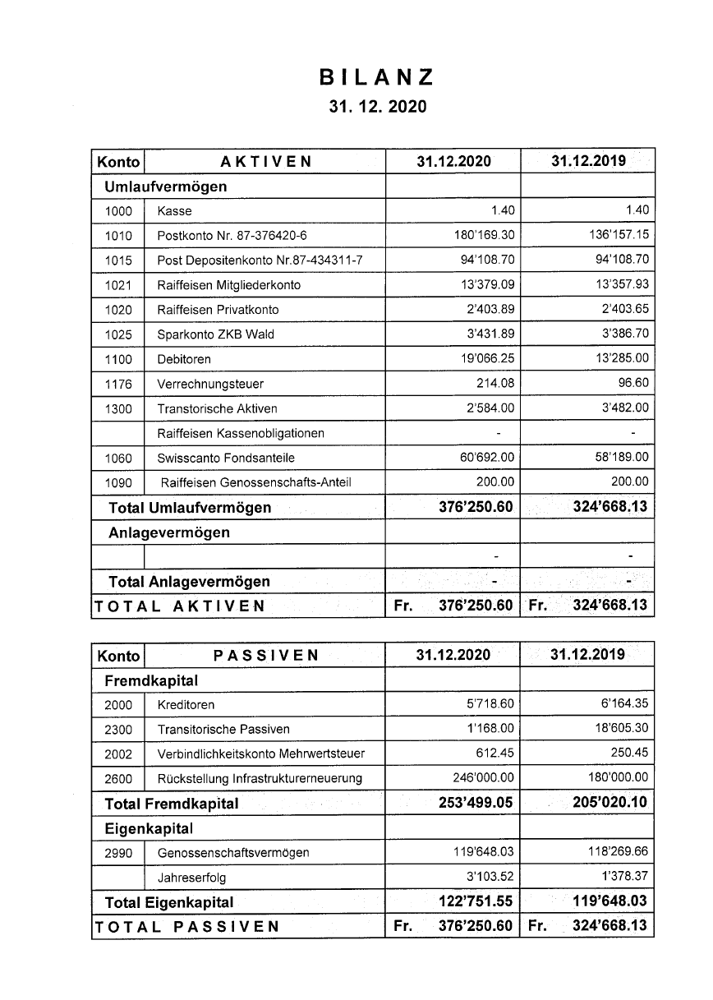 BILANZ
31. 12. 2020
Konto AKTIVEN 31.12.2020 31.12.2019
Umlaufvermögen
1000 Kasse 1.40 1.40
1010 Postkonto Nr. 87-376420-6 180'169.30 136'157.15
1015 Post Depositenkonto Nr.87-434311-7 94'108.70 94'108.70
1021 Raiffeisen Mitgliederkonto 13'379.09 13'357.93
1020 Raiffeisen Privatkonto 2'403.89 2'403.65
1025 Sparkonto ZKB Wald 3'431.89 3'386.70
1100 Debitoren 19'066.25 13'285.00
1176 Verrechnungsteuer 214.08 96.60
1300 Transtorische Aktiven 2'584.00 3'482.00
Raiffeisen Kassenobligationen - -
1060 Swisscanto Fondsanteile 60'692.00 58'189.00
1090 Raiffeisen Genossenschafts-Anteil 200.00 200.00
Total Umlaufvermögen 376'250.60 324'668.13
Anlagevermögen
- -
Total Anlagevermögen - -
TOTAL AKTIVEN Fr. 376'250.60 Fr. 324'668.13
Konto PASSIVEN 31.12.2020 31.12.2019
Fremdkapital
2000 Kreditoren 5'718.60 6'164.35
2300 Transitorische Passiven 1'168.00 18'605.30
2002 Verbindlichkeitskonto Mehrwertsteuer 612.45 250.45
2600 Rückstellung Infrastrukturerneuerung 246'000.00 180'000.00
Total Fremdkapital 253'499.05 205'020.10
Eigenkapital
2990 Genossenschaftsvermögen 119'648.03 118'269.66
Jahreserfolg 3'103.52 1'378.37
Total Eigenkapital 122'751.55 119'648.03
TOTAL PASSIVEN Fr. 376'250.60 Fr. 324'668.13